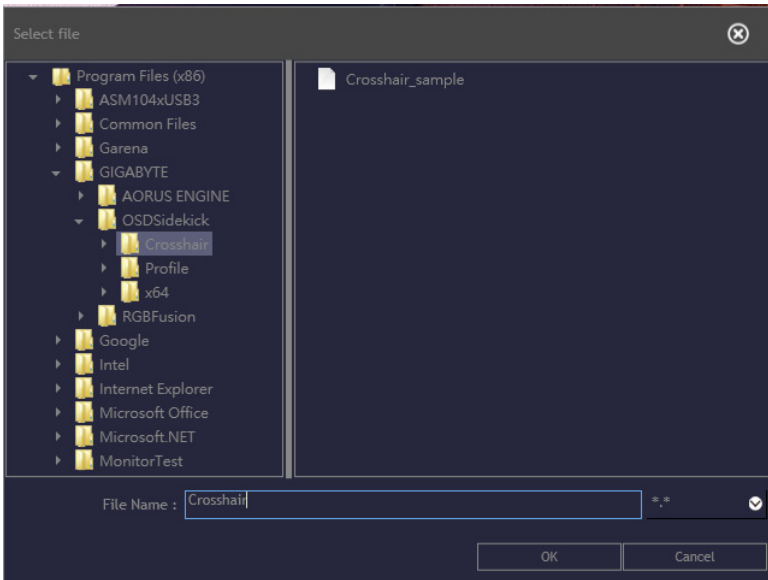 Select file
Program Files (x86)
ASM104xUSB3
Common Files
Garena
GIGABYTE
AORUS ENGINE
OSDSidekick
Crosshair
Profile
x64
RGBFusion
Google
Intel
Internet Explorer
Microsoft Office
Microsoft.NET
MonitorTest
Crosshair_sample
File Name : Crosshair *.*
OK Cancel